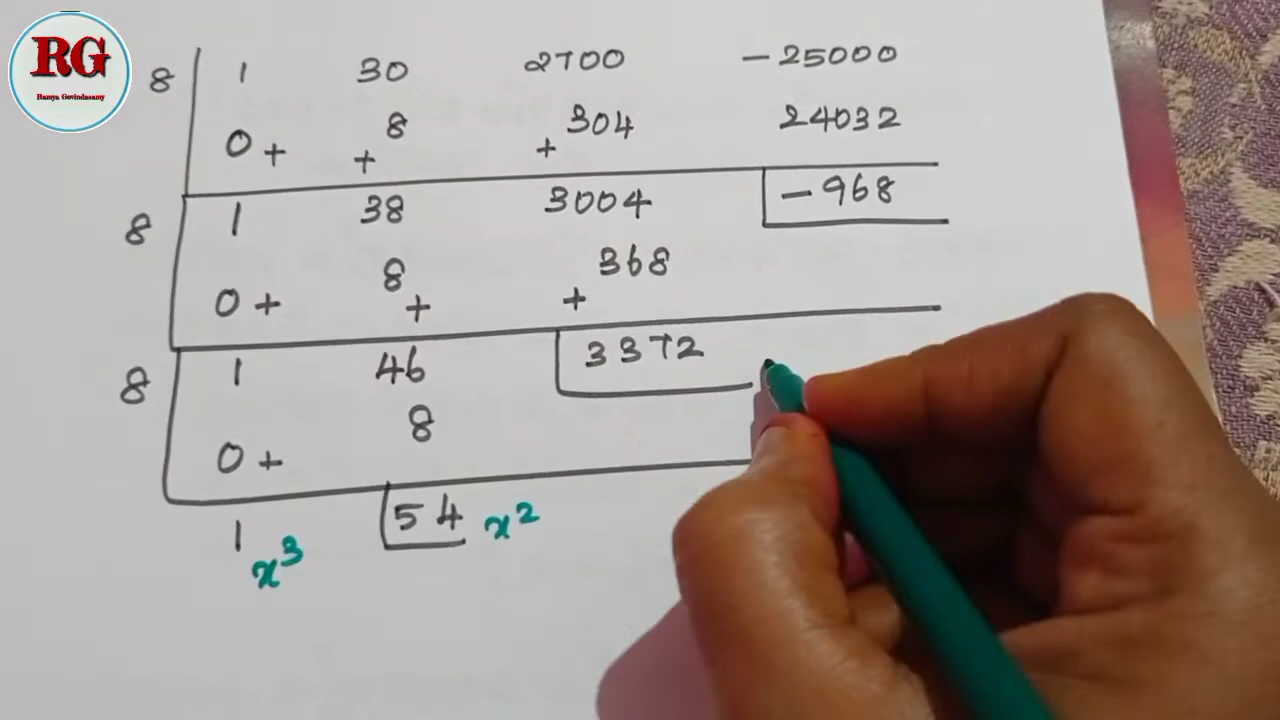 RG
Ramya Govindasamy
8 1 30 2700 -25000
0 + + 8 + 304 24032
8 1 38 3004 -968
0 + 8 + + 368
8 1 46 3372
0 + 8
1 x³ 54 x²